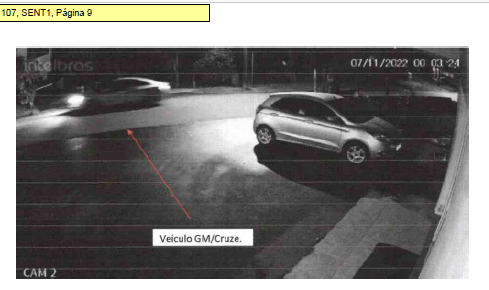 107, SENT1, Página 9
intelbras
07/11/2022 00 03:24
Veículo GM/Cruze.
CAM 2